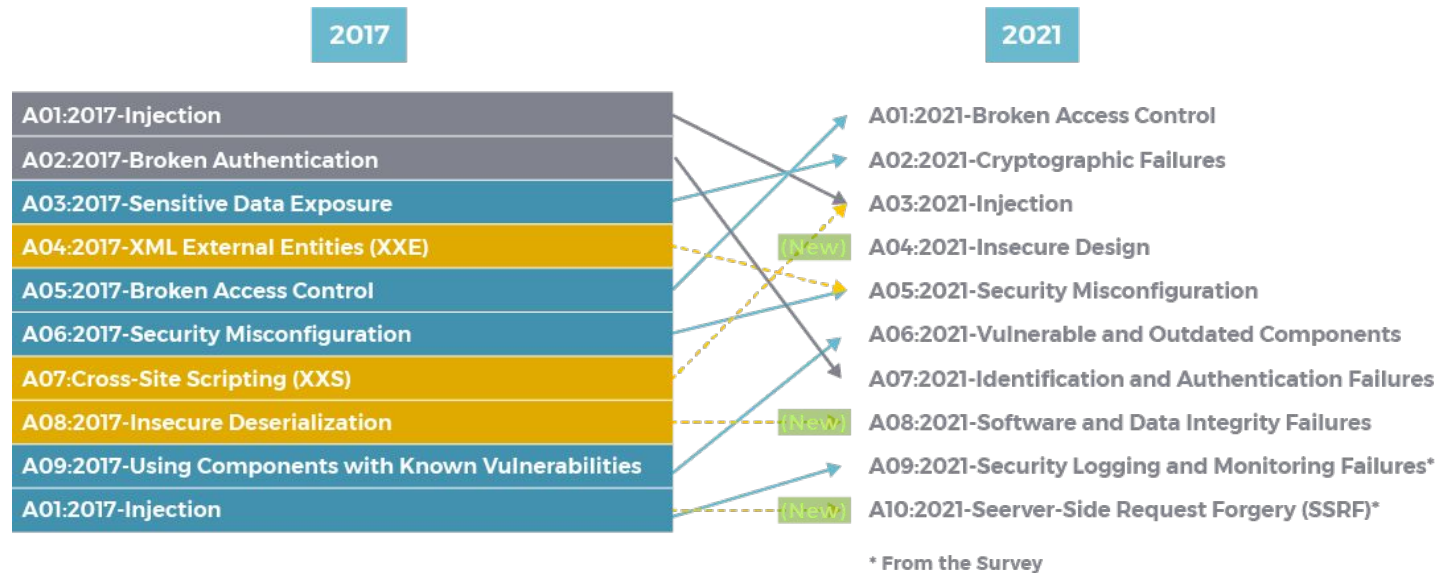 2017
2021
A01:2017-Injection
A02:2017-Broken Authentication
A03:2017-Sensitive Data Exposure
A04:2017-XML External Entities (XXE)
A05:2017-Broken Access Control
A06:2017-Security Misconfiguration
A07:Cross-Site Scripting (XXS)
A08:2017-Insecure Deserialization
A09:2017-Using Components with Known Vulnerabilities
A01:2017-Injection
A01:2021-Broken Access Control
A02:2021-Cryptographic Failures
A03:2021-Injection
(New) A04:2021-Insecure Design
A05:2021-Security Misconfiguration
A06:2021-Vulnerable and Outdated Components
A07:2021-Identification and Authentication Failures
(New) A08:2021-Software and Data Integrity Failures
A09:2021-Security Logging and Monitoring Failures*
(New) A10:2021-Seerver-Side Request Forgery (SSRF)*
* From the Survey